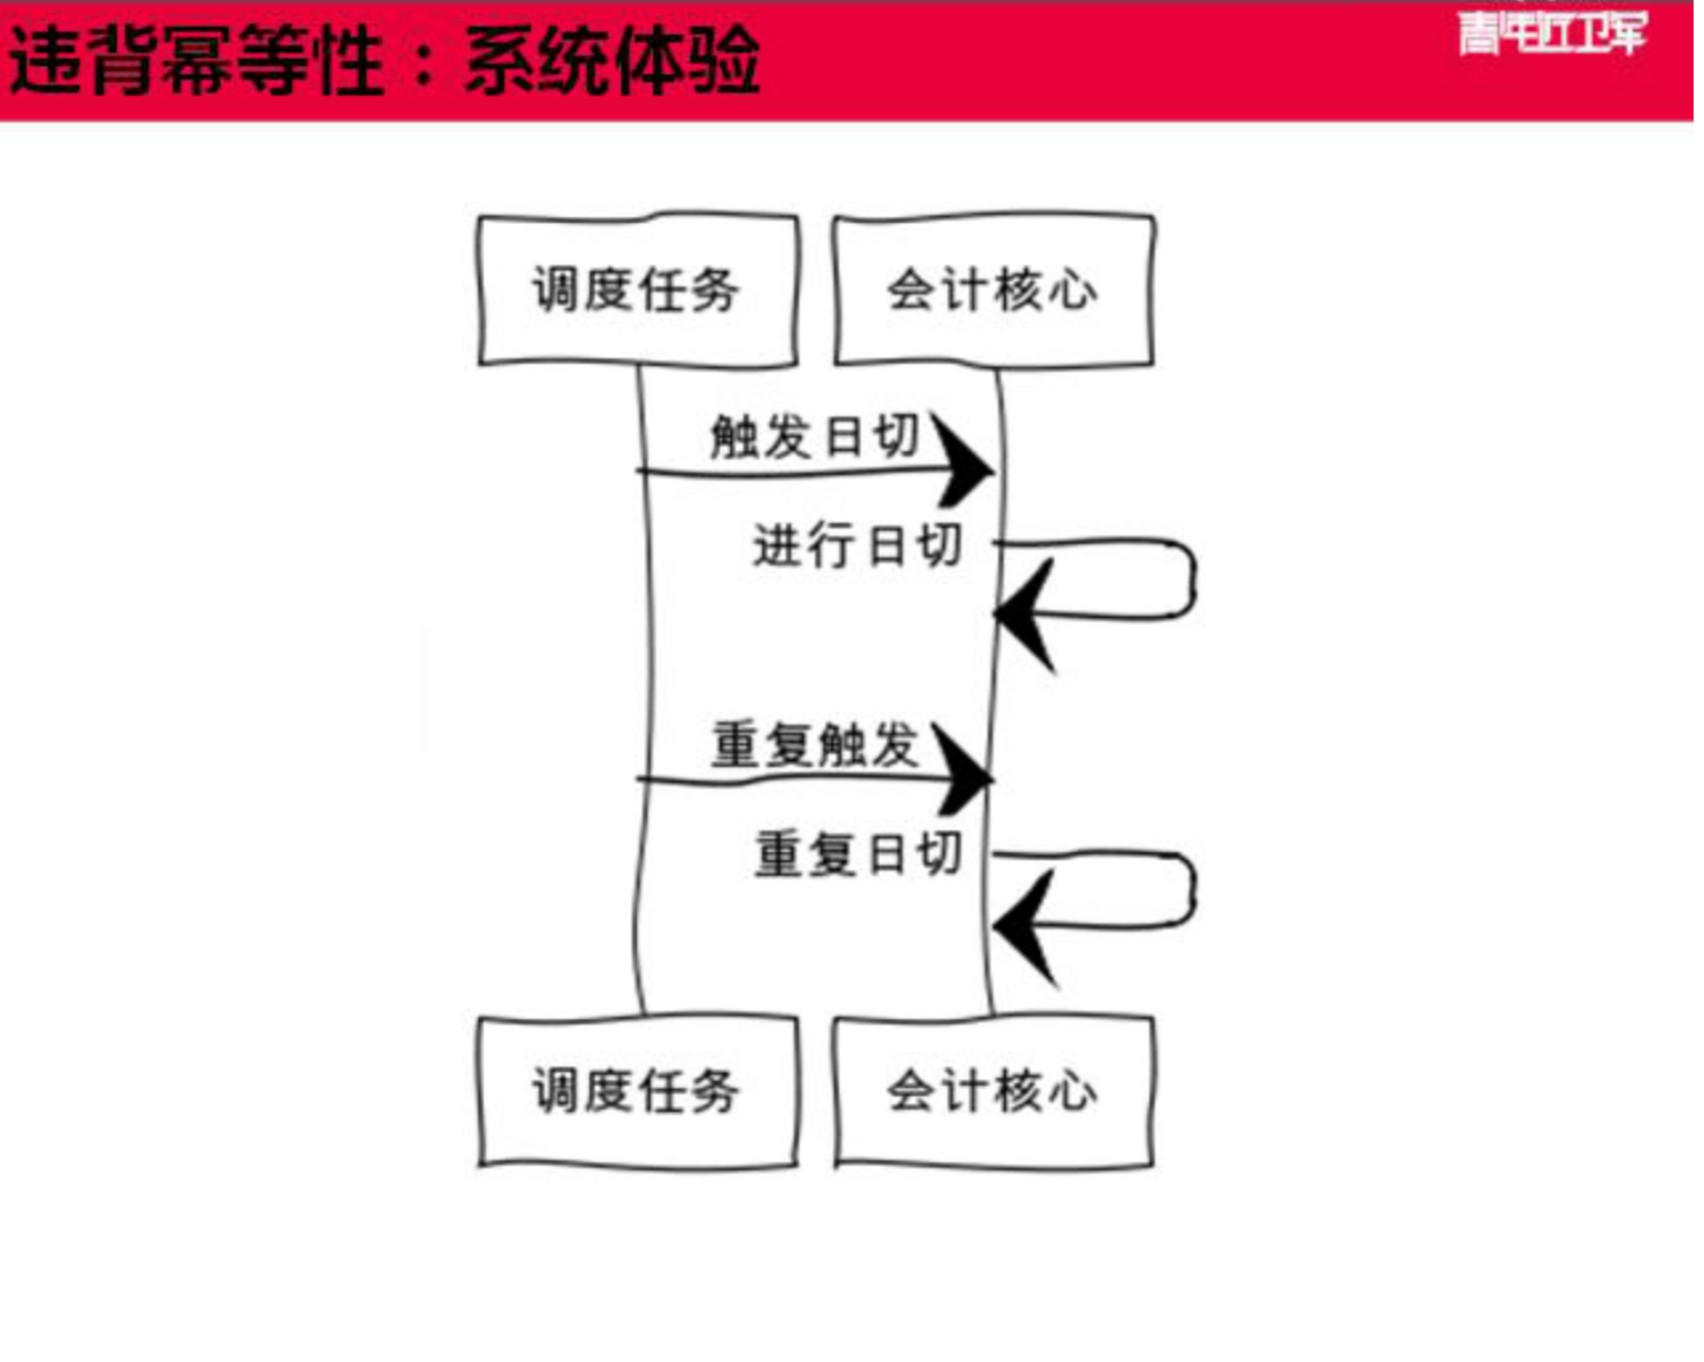 违背幂等性：系统体验
青年匠卫军
调度任务
会计核心
触发日切
进行日切
重复触发
重复日切
调度任务
会计核心